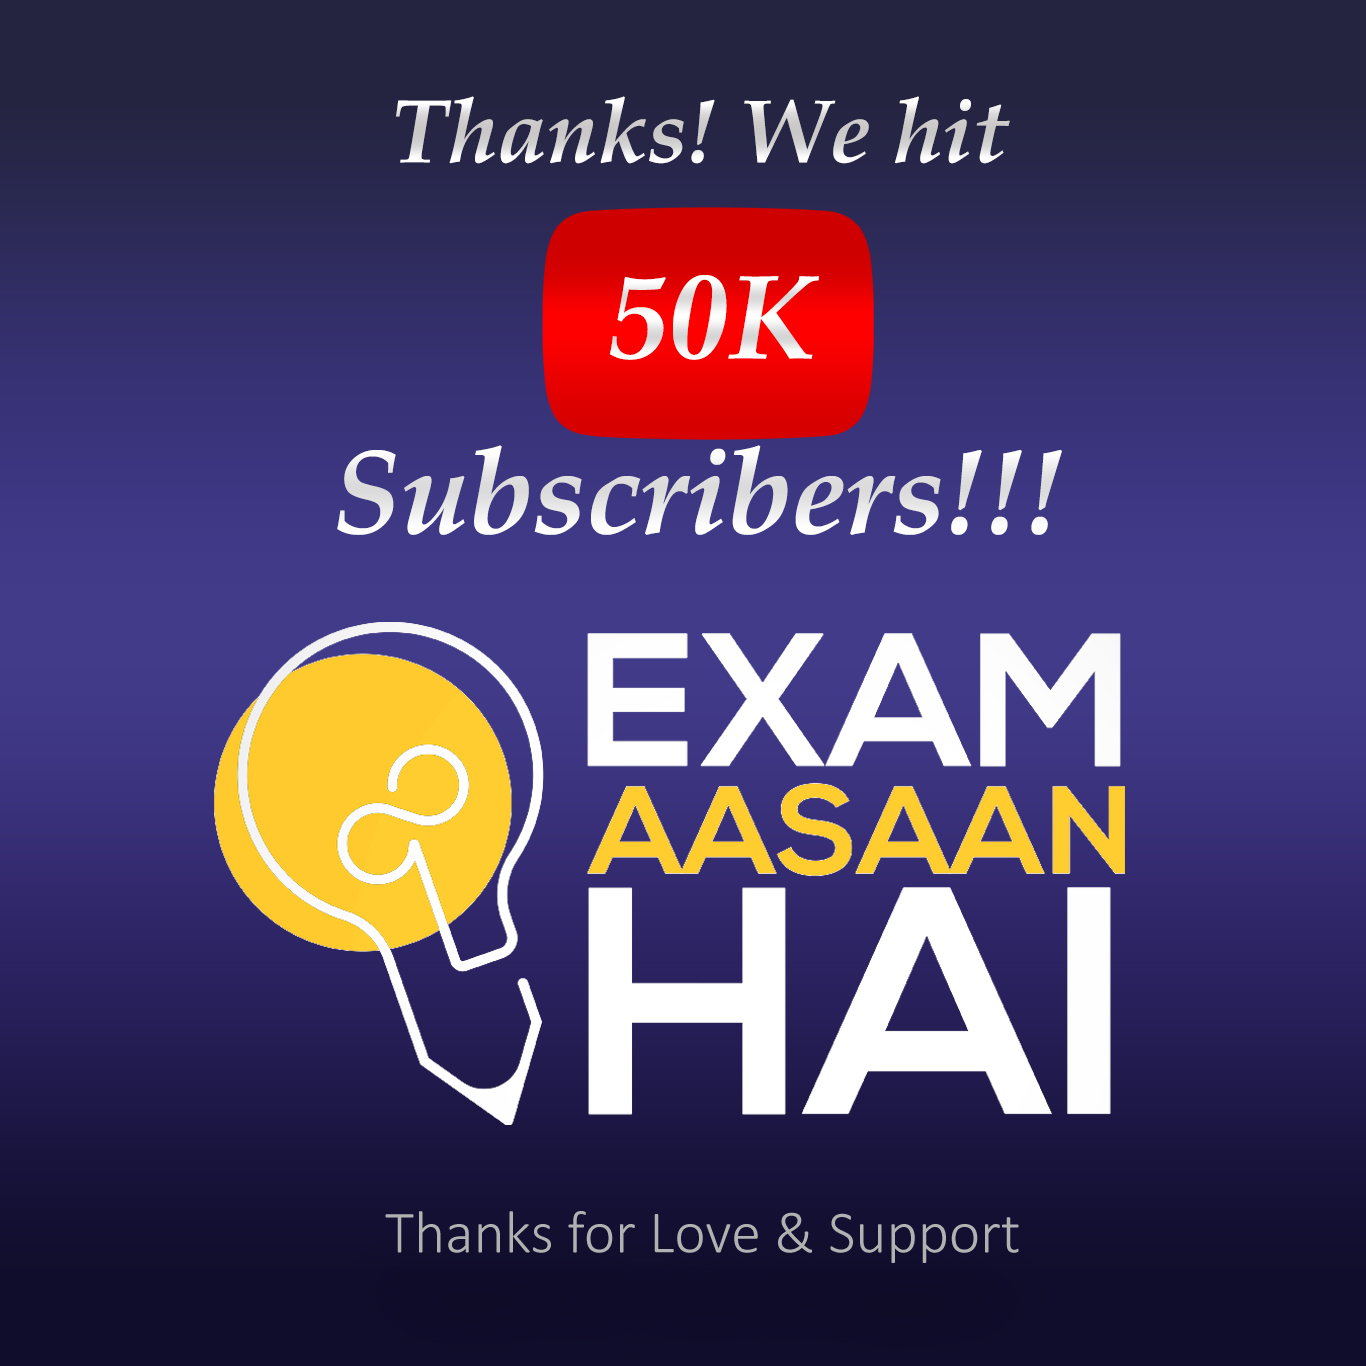 Thanks! We hit
50K
Subscribers!!!
EXAM
AASAAN
HAI
Thanks for Love & Support